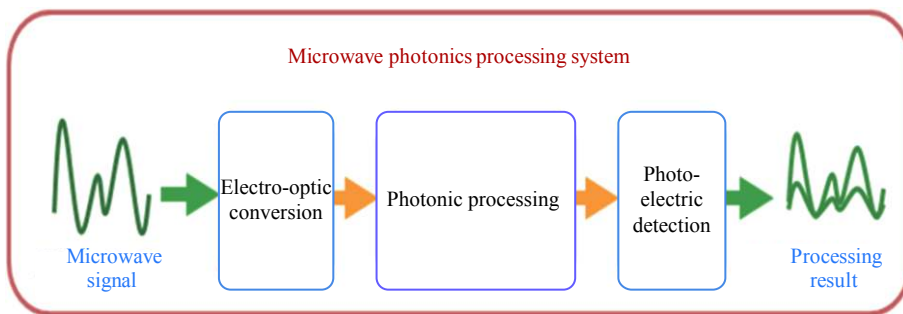 Microwave photonics processing system
Microwave
signal
Electro-optic
conversion
Photonic processing
Photo-
electric
detection
Processing
result